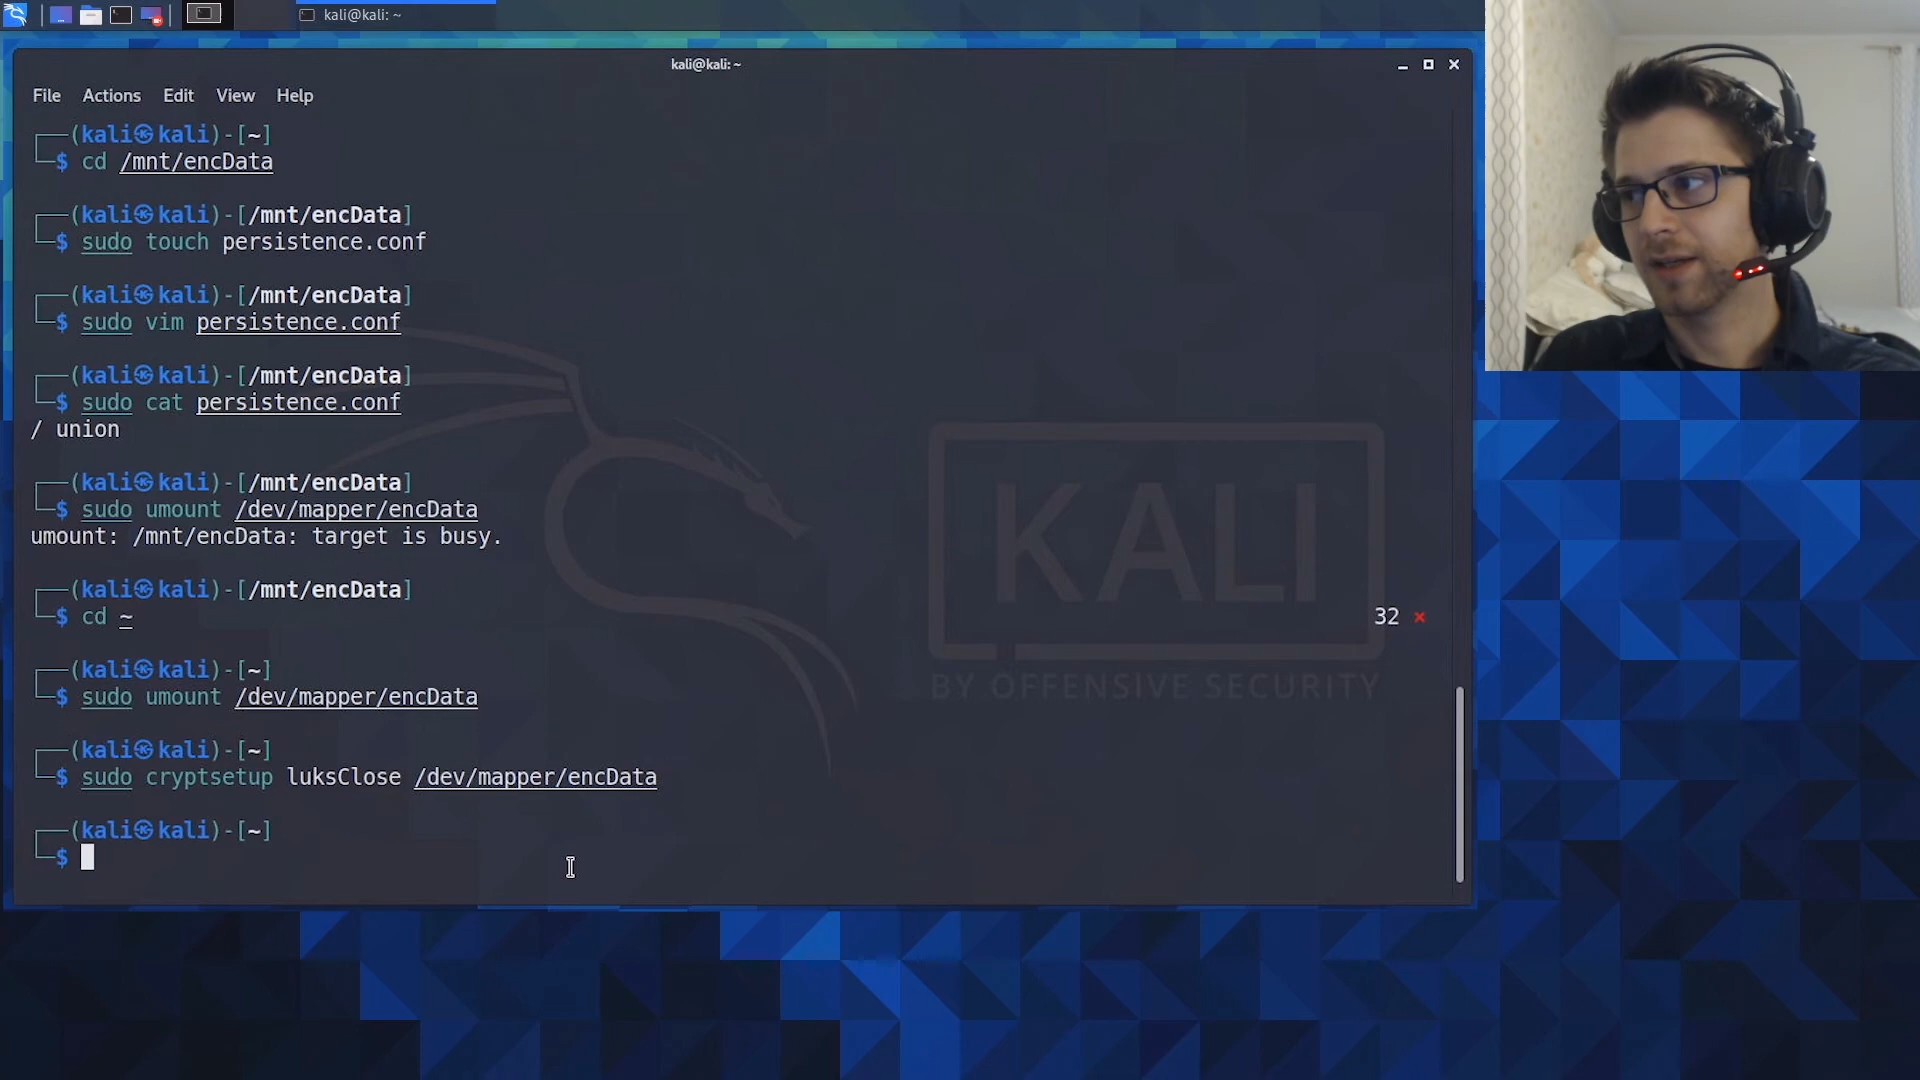 kali@kali: ~
kali@kali: ~
File Actions Edit View Help
(kali㉿kali)-[~]
$ cd /mnt/encData
(kali㉿kali)-[/mnt/encData]
$ sudo touch persistence.conf
(kali㉿kali)-[/mnt/encData]
$ sudo vim persistence.conf
(kali㉿kali)-[/mnt/encData]
$ sudo cat persistence.conf
/ union
(kali㉿kali)-[/mnt/encData]
$ sudo umount /dev/mapper/encData
umount: /mnt/encData: target is busy.
(kali㉿kali)-[/mnt/encData]
$ cd ~ 32 ⨯
(kali㉿kali)-[~]
$ sudo umount /dev/mapper/encData
(kali㉿kali)-[~]
$ sudo cryptsetup luksClose /dev/mapper/encData
(kali㉿kali)-[~]
$
KALI
BY OFFENSIVE SECURITY